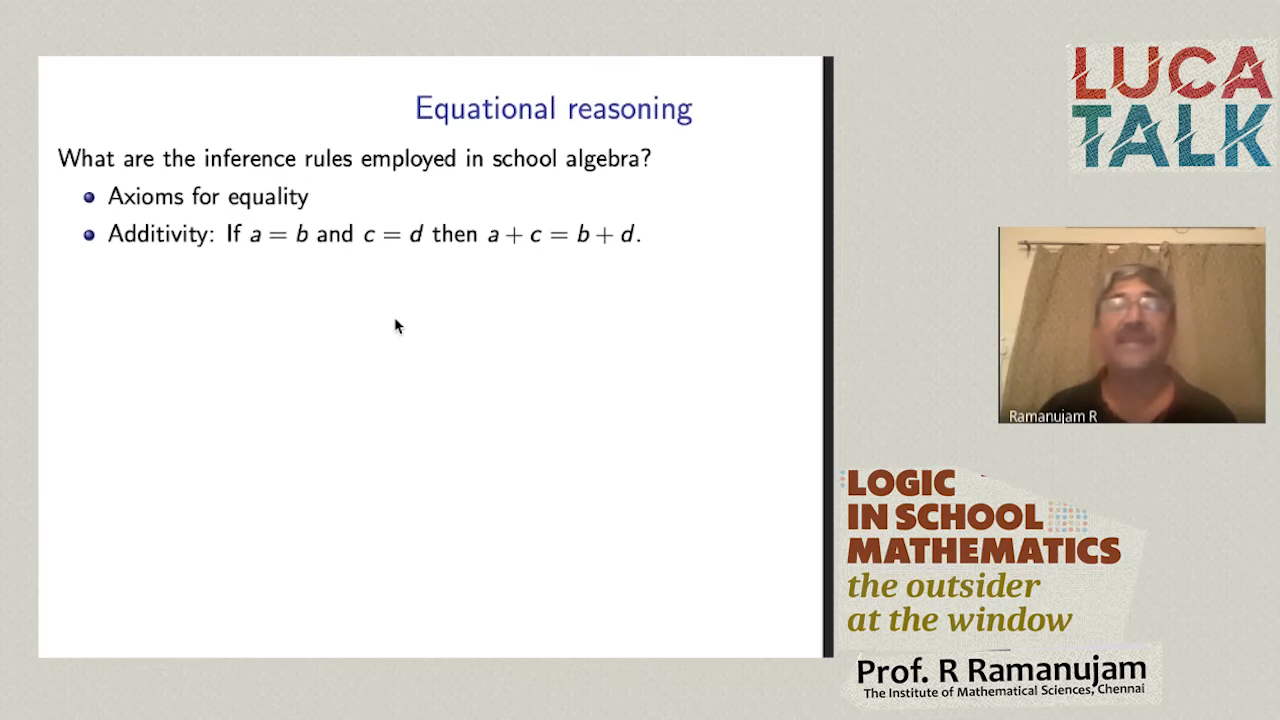 Equational reasoning
What are the inference rules employed in school algebra?
Axioms for equality
Additivity: If a = b and c = d then a + c = b + d.
LUCA
TALK
Ramanujam R
LOGIC
IN SCHOOL
MATHEMATICS
the outsider
at the window
Prof. R Ramanujam
The Institute of Mathematical Sciences, Chennai